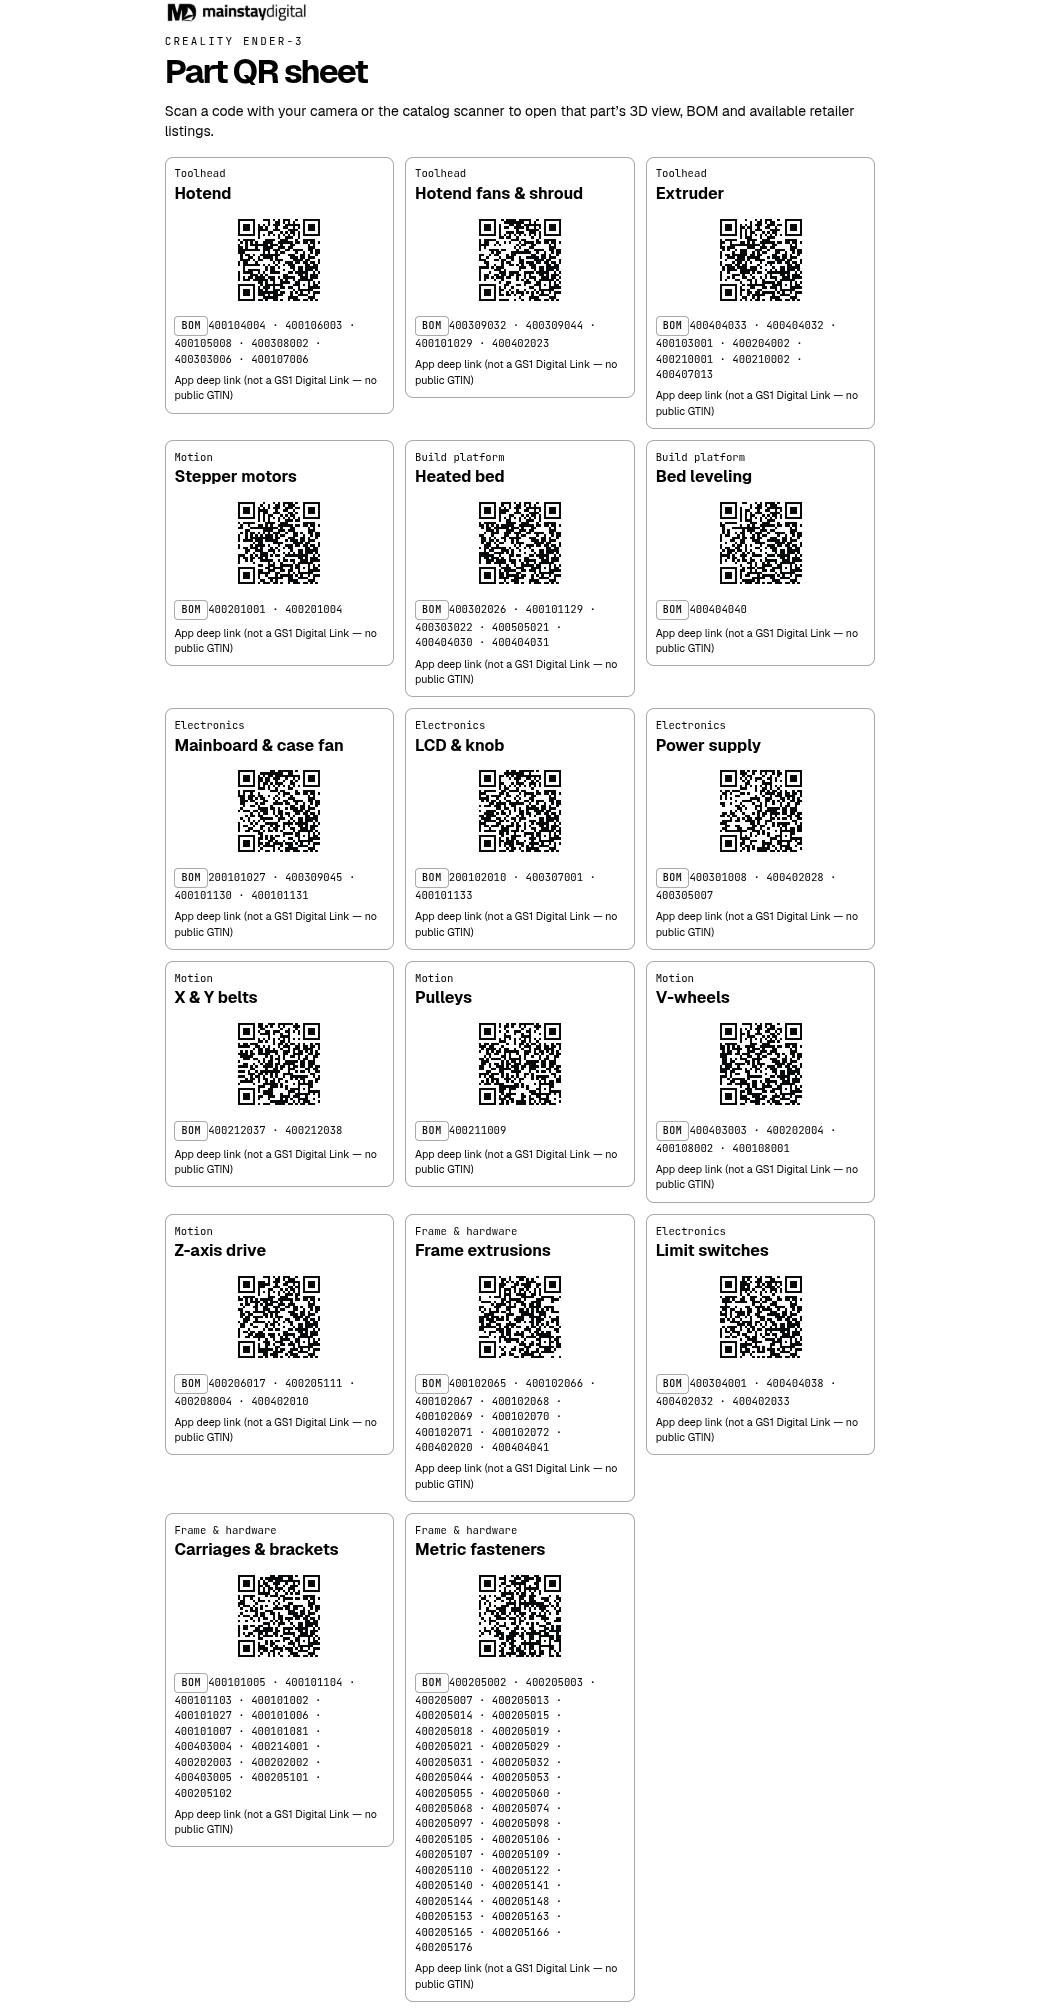 mainstaydigital
CREALITY ENDER-3
Part QR sheet
Scan a code with your camera or the catalog scanner to open that part's 3D view, BOM and available retailer
listings.
Toolhead
Hotend
BOM 400104004 · 400106003 ·
400105008 · 400308002 ·
400303006 · 400107006
App deep link (not a GS1 Digital Link — no
public GTIN)
Toolhead
Hotend fans & shroud
BOM 400309032 · 400309044 ·
400101029 · 400402023
App deep link (not a GS1 Digital Link — no
public GTIN)
Toolhead
Extruder
BOM 400404033 · 400404032 ·
400103001 · 400204002 ·
400210001 · 400210002 ·
400407013
App deep link (not a GS1 Digital Link — no
public GTIN)
Motion
Stepper motors
BOM 400201001 · 400201004
App deep link (not a GS1 Digital Link — no
public GTIN)
Build platform
Heated bed
BOM 400302026 · 400101129 ·
400303022 · 400505021 ·
400404030 · 400404031
App deep link (not a GS1 Digital Link — no
public GTIN)
Build platform
Bed leveling
BOM 400404040
App deep link (not a GS1 Digital Link — no
public GTIN)
Electronics
Mainboard & case fan
BOM 200101027 · 400309045 ·
400101130 · 400101131
App deep link (not a GS1 Digital Link — no
public GTIN)
Electronics
LCD & knob
BOM 200102010 · 400307001 ·
400101133
App deep link (not a GS1 Digital Link — no
public GTIN)
Electronics
Power supply
BOM 400301008 · 400402028 ·
400305007
App deep link (not a GS1 Digital Link — no
public GTIN)
Motion
X & Y belts
BOM 400212037 · 400212038
App deep link (not a GS1 Digital Link — no
public GTIN)
Motion
Pulleys
BOM 400211009
App deep link (not a GS1 Digital Link — no
public GTIN)
Motion
V-wheels
BOM 400403003 · 400202004 ·
400108002 · 400108001
App deep link (not a GS1 Digital Link — no
public GTIN)
Motion
Z-axis drive
BOM 400206017 · 400205111 ·
400208004 · 400402010
App deep link (not a GS1 Digital Link — no
public GTIN)
Frame & hardware
Frame extrusions
BOM 400102065 · 400102066 ·
400102067 · 400102068 ·
400102069 · 400102070 ·
400102071 · 400102072 ·
400402020 · 400404041
App deep link (not a GS1 Digital Link — no
public GTIN)
Electronics
Limit switches
BOM 400304001 · 400404038 ·
400402032 · 400402033
App deep link (not a GS1 Digital Link — no
public GTIN)
Frame & hardware
Carriages & brackets
BOM 400101005 · 400101104 ·
400101103 · 400101002 ·
400101027 · 400101006 ·
400101007 · 400101081 ·
400403004 · 400214001 ·
400202003 · 400202002 ·
400403005 · 400205101 ·
400205102
App deep link (not a GS1 Digital Link — no
public GTIN)
Frame & hardware
Metric fasteners
BOM 400205002 · 400205003 ·
400205007 · 400205013 ·
400205014 · 400205015 ·
400205018 · 400205019 ·
400205021 · 400205029 ·
400205031 · 400205032 ·
400205044 · 400205053 ·
400205055 · 400205060 ·
400205068 · 400205074 ·
400205097 · 400205098 ·
400205105 · 400205106 ·
400205107 · 400205109 ·
400205110 · 400205122 ·
400205140 · 400205141 ·
400205144 · 400205148 ·
400205153 · 400205163 ·
400205165 · 400205166 ·
400205176
App deep link (not a GS1 Digital Link — no
public GTIN)